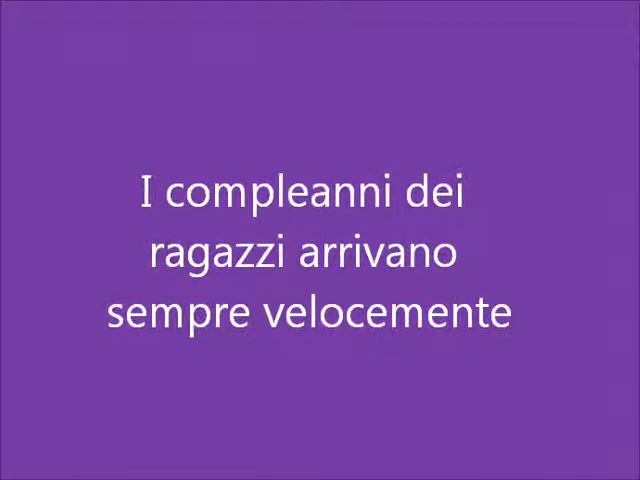 I compleanni dei
ragazzi arrivano
sempre velocemente